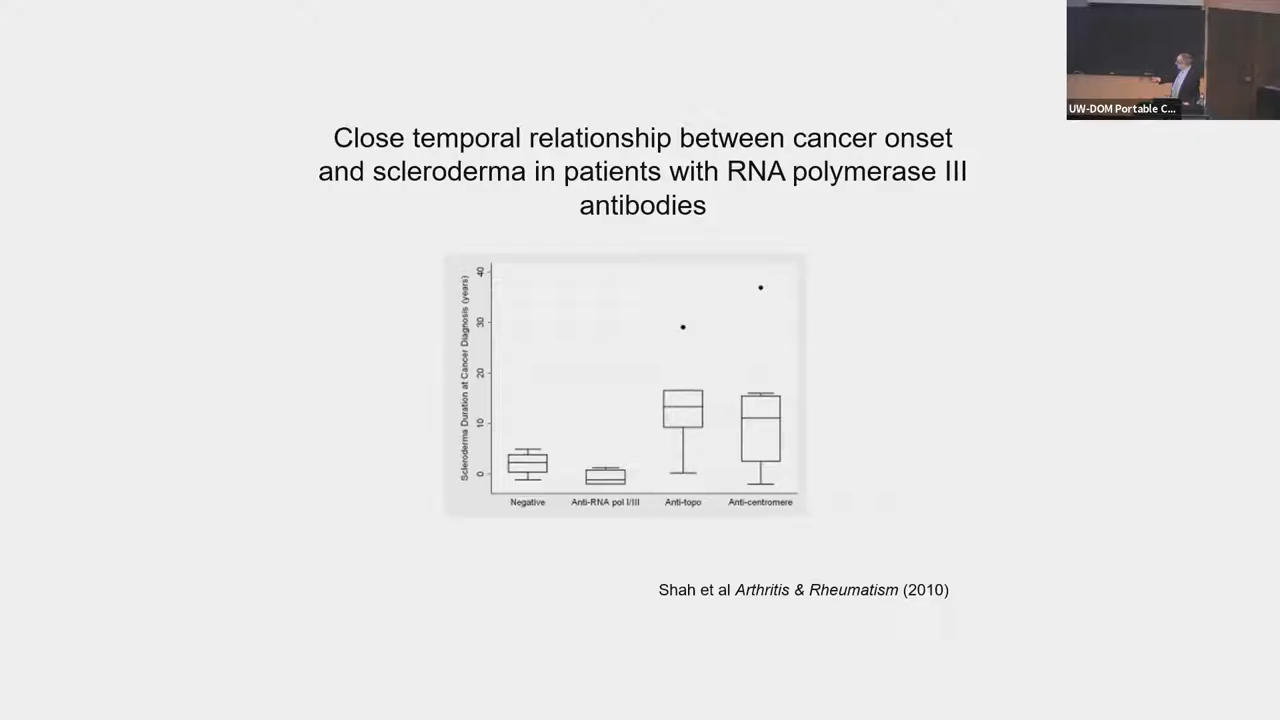 UW-DOM Portable C...
Close temporal relationship between cancer onset
and scleroderma in patients with RNA polymerase III
antibodies
Scleroderma Duration at Cancer Diagnosis (years)
40
30
20
10
0
Negative
Anti-RNA pol I/III
Anti-topo
Anti-centromere
Shah et al Arthritis & Rheumatism (2010)